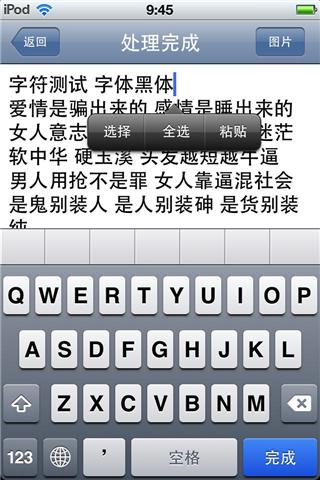 iPod 9:45
返回 处理完成 图片
字符测试 字体黑体
爱情是骗出来的 感情是睡出来的
女人意志 迷茫
选择 全选 粘贴
软中华 硬玉溪 头发越短越牛逼
男人用抢不是罪 女人靠逼混社会
是鬼别装人 是人别装砷 是货别装
纯
Q W E R T Y U I O P
A S D F G H J K L
Z X C V B N M
123 ' 空格 完成